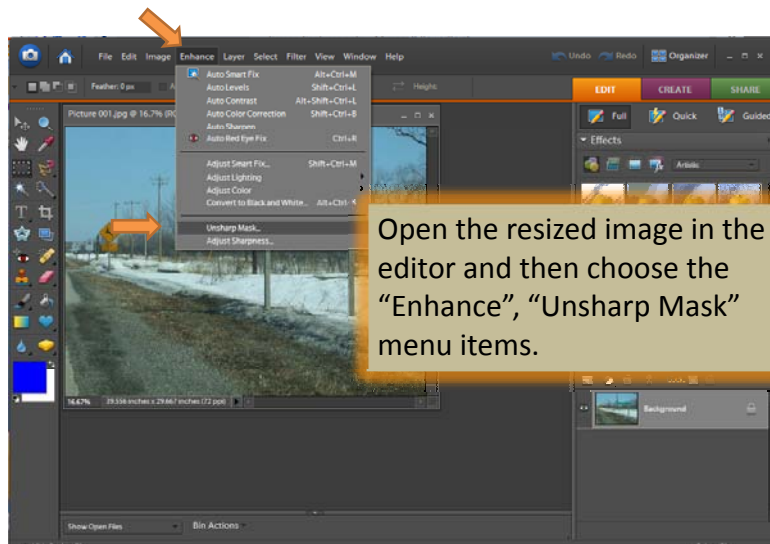 File Edit Image Enhance Layer Select Filter View Window Help
Undo Redo Organizer
Feather: 0 px
Height:
EDIT CREATE SHARE
Picture 001.jpg @ 16.7% (RG
Full Quick Guided
Effects
Artistic
Auto Smart Fix Alt+Ctrl+M
Auto Levels Shift+Ctrl+L
Auto Contrast Alt+Shift+Ctrl+L
Auto Color Correction Shift+Ctrl+B
Auto Sharpen
Auto Red Eye Fix Ctrl+R
Adjust Smart Fix... Shift+Ctrl+M
Adjust Lighting
Adjust Color
Convert to Black and White... Alt+Ctrl+
Unsharp Mask...
Adjust Sharpness...
Open the resized image in the
editor and then choose the
“Enhance”, “Unsharp Mask”
menu items.
16.67% 39.556 inches x 29.667 inches (72 ppi)
Background
Show Open Files Bin Actions